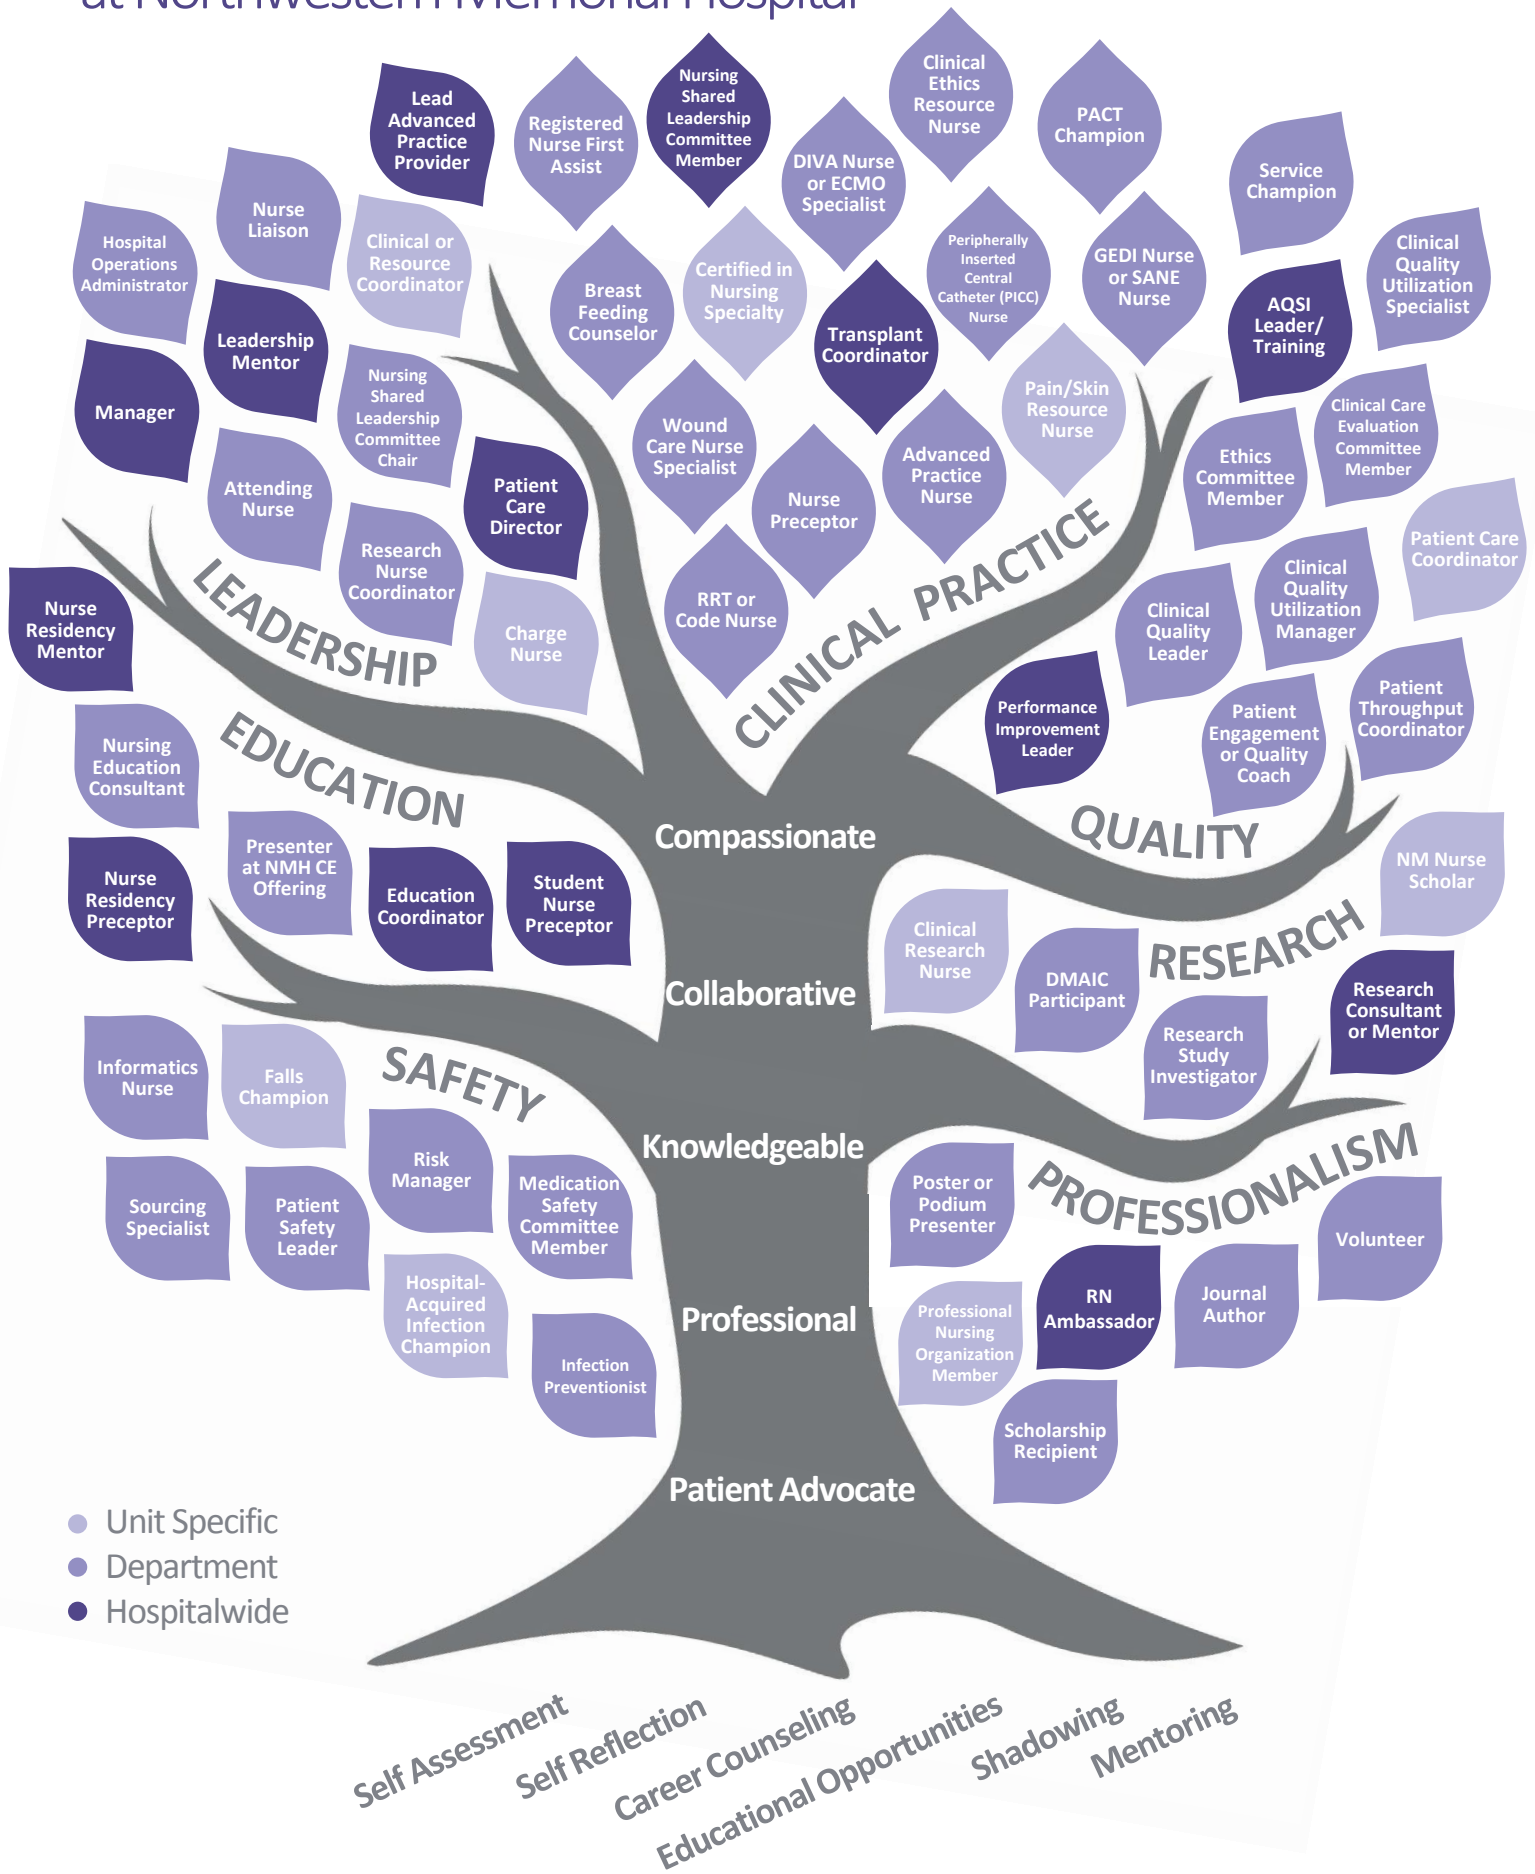 at Northwestern Memorial Hospital
Lead
Advanced
Practice
Provider
Registered
Nurse First
Assist
Nursing
Shared
Leadership
Committee
Member
DIVA Nurse
or ECMO
Specialist
Clinical
Ethics
Resource
Nurse
PACT
Champion
Service
Champion
Hospital
Operations
Administrator
Nurse
Liaison
Clinical or
Resource
Coordinator
Manager
Leadership
Mentor
Nursing
Shared
Leadership
Committee
Chair
Attending
Nurse
Research
Nurse
Coordinator
Patient
Care
Director
Charge
Nurse
LEADERSHIP
Breast
Feeding
Counselor
Certified in
Nursing
Specialty
Transplant
Coordinator
Peripherally
Inserted
Central
Catheter (PICC)
Nurse
GEDI Nurse
or SANE
Nurse
Wound
Care Nurse
Specialist
Nurse
Preceptor
Advanced
Practice
Nurse
Pain/Skin
Resource
Nurse
RRT or
Code Nurse
CLINICAL PRACTICE
Clinical
Quality
Utilization
Specialist
AQSI
Leader/
Training
Ethics
Committee
Member
Clinical Care
Evaluation
Committee
Member
Patient Care
Coordinator
Clinical
Quality
Leader
Clinical
Quality
Utilization
Manager
Performance
Improvement
Leader
Patient
Engagement
or Quality
Coach
Patient
Throughput
Coordinator
QUALITY
Nurse
Residency
Mentor
Nursing
Education
Consultant
EDUCATION
Nurse
Residency
Preceptor
Presenter
at NMH CE
Offering
Education
Coordinator
Student
Nurse
Preceptor
Compassionate
Collaborative
Knowledgeable
Professional
Patient Advocate
NM Nurse
Scholar
Clinical
Research
Nurse
DMAIC
Participant
RESEARCH
Research
Study
Investigator
Research
Consultant
or Mentor
Informatics
Nurse
Falls
Champion
SAFETY
Sourcing
Specialist
Patient
Safety
Leader
Risk
Manager
Medication
Safety
Committee
Member
Hospital-
Acquired
Infection
Champion
Infection
Preventionist
Poster or
Podium
Presenter
PROFESSIONALISM
Professional
Nursing
Organization
Member
RN
Ambassador
Journal
Author
Volunteer
Scholarship
Recipient
Unit Specific
Department
Hospitalwide
Self Assessment
Self Reflection
Career Counseling
Educational Opportunities
Shadowing
Mentoring